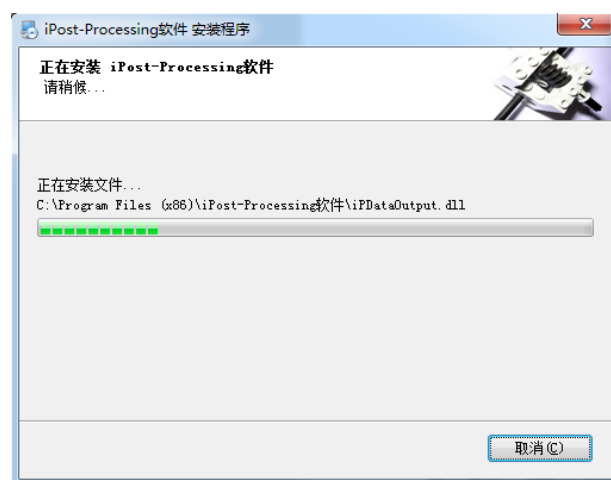 iPost-Processing软件 安装程序
正在安装 iPost-Processing软件
请稍候...
正在安装文件...
C:\Program Files (x86)\iPost-Processing软件\iPDataOutput.dll
取消(C)